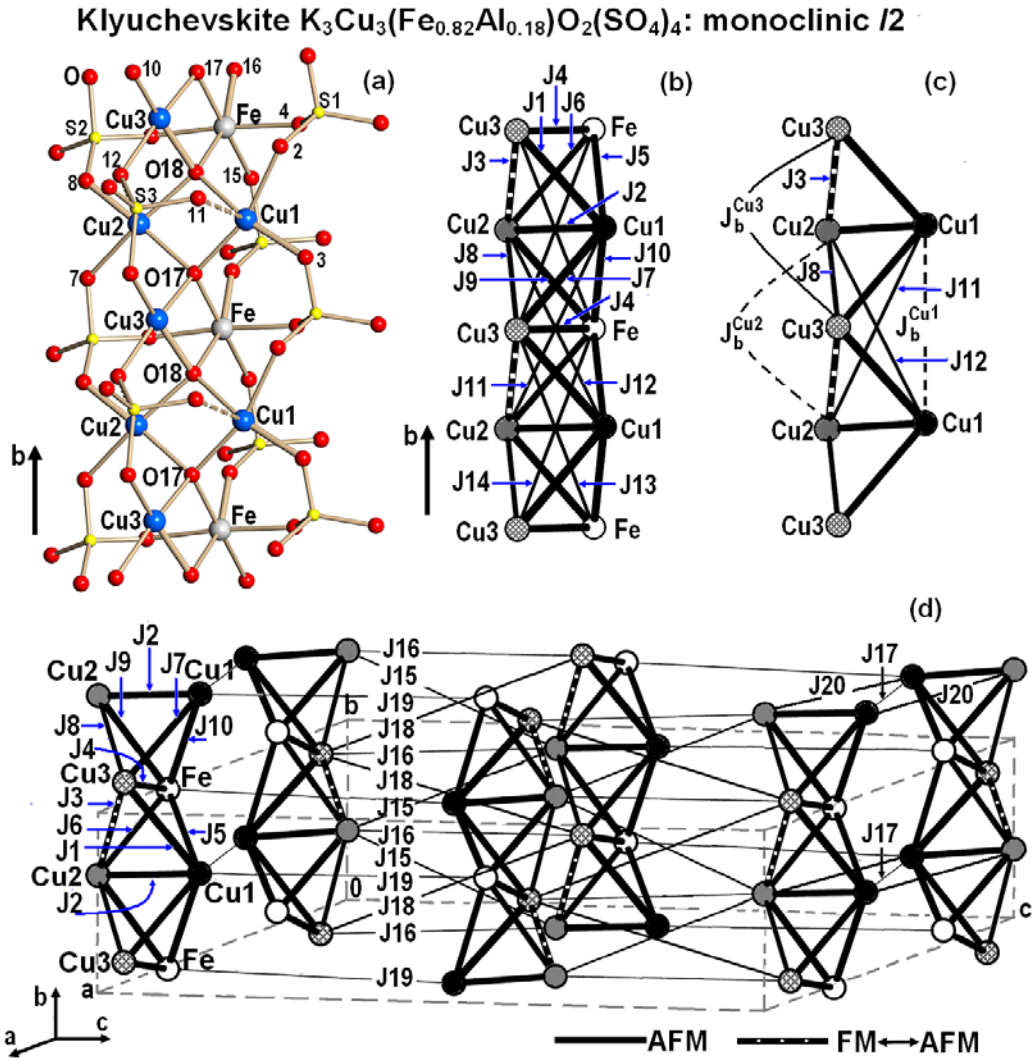 Klyuchevskite K3Cu3(Fe0.82Al0.18)O2(SO4)4: monoclinic I2
(a)
O
10
17
16
S1
Cu3
Fe
4
S2
2
12
O18
15
8
S3
11
Cu2
Cu1
O17
3
7
Cu3
Fe
O18
Cu2
Cu1
b
O17
Cu3
Fe
(b)
J4
J1
J6
Cu3
Fe
J3
J5
J2
Cu2
Cu1
J8
J10
J9
J7
J4
Cu3
Fe
J11
J12
Cu2
Cu1
b
J14
J13
Cu3
Fe
(c)
Cu3
J3
JbCu3
Cu2
Cu1
J8
J11
JbCu2
Cu3
JbCu1
J12
Cu2
Cu1
Cu3
(d)
J2
Cu2
J9
J7
Cu1
J8
J10
J4
Cu3
Fe
J3
J6
J5
J1
Cu2
Cu1
J2
Cu3
Fe
a
b
0
c
J16
J15
J19
J18
J16
J18
J15
J16
J15
J19
J18
J16
J19
J17
J20
J20
J17
b
a
c
AFM
FM↔AFM